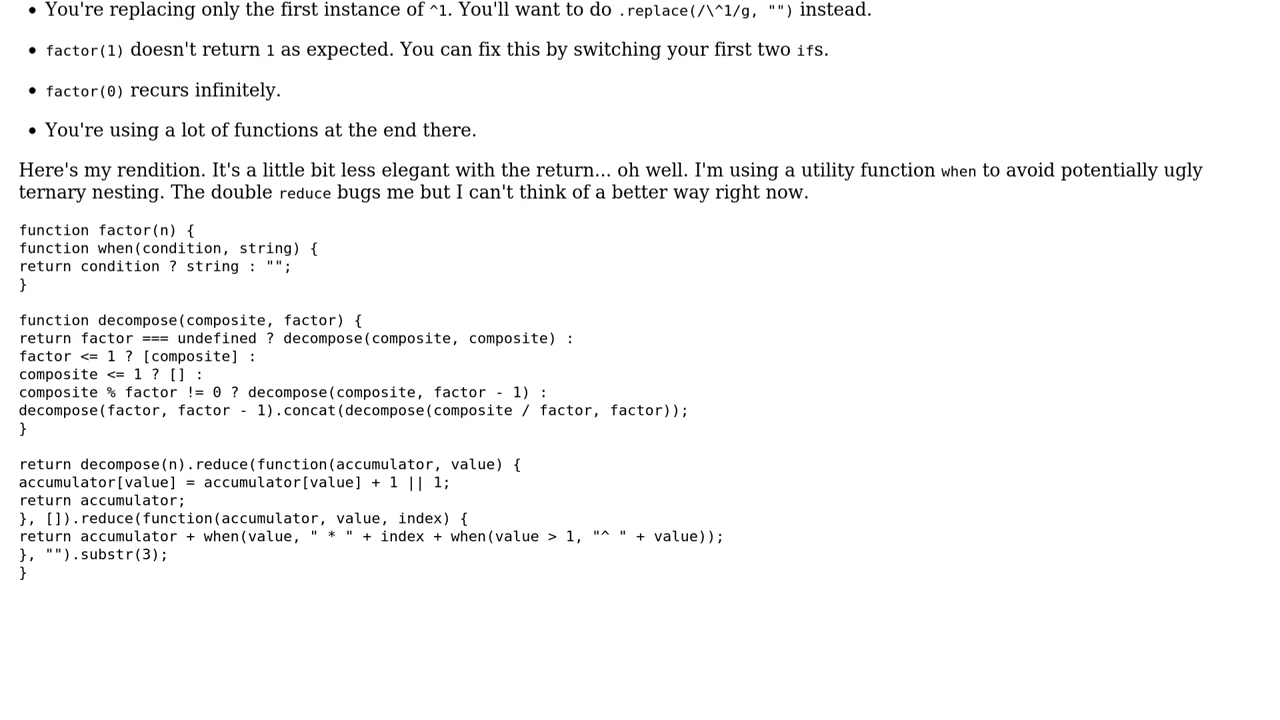 • You're replacing only the first instance of ^1. You'll want to do .replace(/\^1/g, "") instead.
• factor(1) doesn't return 1 as expected. You can fix this by switching your first two ifs.
• factor(0) recurs infinitely.
• You're using a lot of functions at the end there.
Here's my rendition. It's a little bit less elegant with the return... oh well. I'm using a utility function when to avoid potentially ugly
ternary nesting. The double reduce bugs me but I can't think of a better way right now.
function factor(n) {
function when(condition, string) {
return condition ? string : "";
}
function decompose(composite, factor) {
return factor === undefined ? decompose(composite, composite) :
factor <= 1 ? [composite] :
composite <= 1 ? [] :
composite % factor != 0 ? decompose(composite, factor - 1) :
decompose(factor, factor - 1).concat(decompose(composite / factor, factor));
}
return decompose(n).reduce(function(accumulator, value) {
accumulator[value] = accumulator[value] + 1 || 1;
return accumulator;
}, []).reduce(function(accumulator, value, index) {
return accumulator + when(value, " * " + index + when(value > 1, "^ " + value));
}, "").substr(3);
}